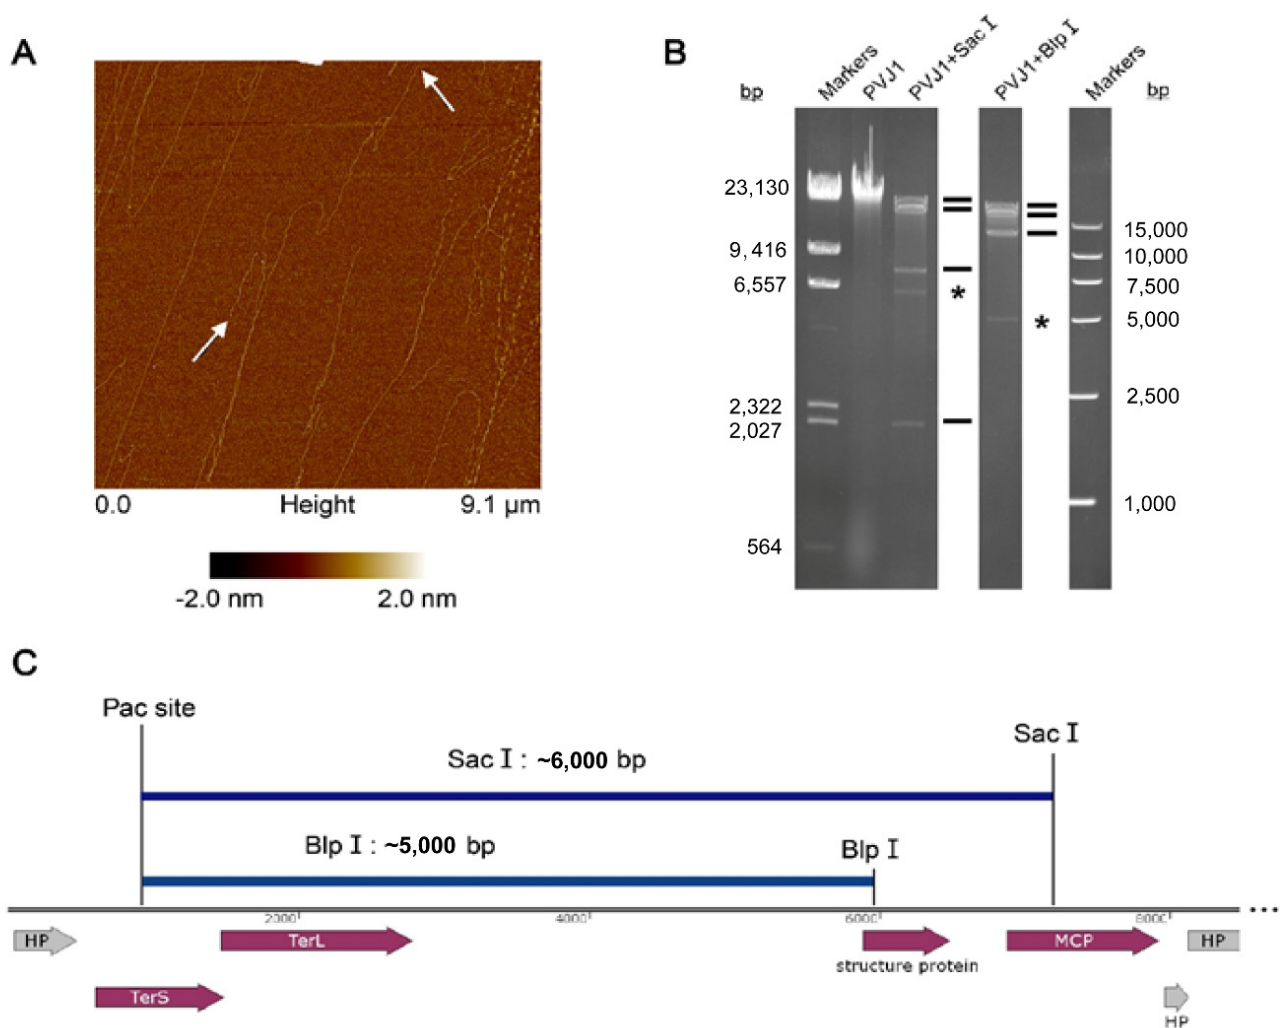 A
0.0 Height 9.1 µm
-2.0 nm 2.0 nm
B
bp Markers PVJ1 PVJ1+Sac I PVJ1+Blp I Markers bp
23,130
9,416
6,557
2,322
2,027
564
*
*
15,000
10,000
7,500
5,000
2,500
1,000
C
Pac site
Sac I
Sac I : ~6,000 bp
Blp I : ~5,000 bp
Blp I
2000 4000 6000 8000
HP TerL MCP HP
structure protein
TerS
HP